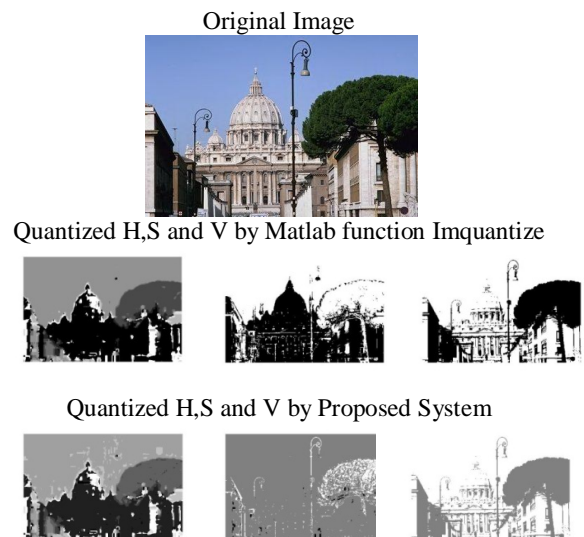 Original Image
Quantized H,S and V by Matlab function Imquantize
Quantized H,S and V by Proposed System